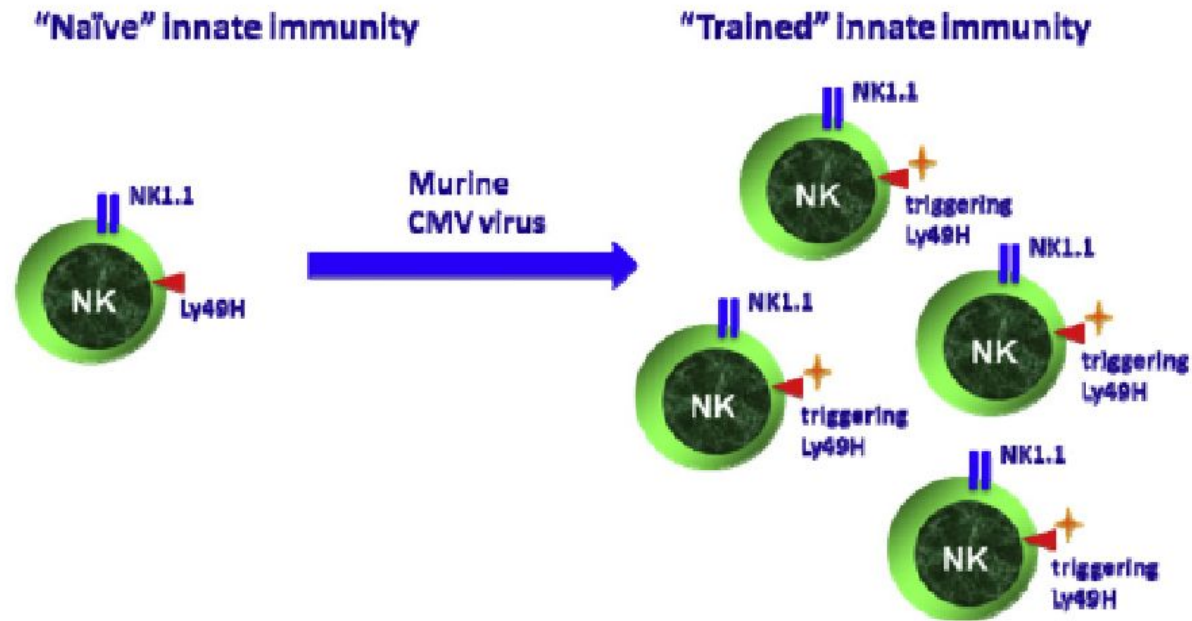 “Naïve” innate immunity
“Trained” innate immunity
NK1.1
NK
Ly49H
Murine
CMV virus
NK1.1
NK
triggering
Ly49H
NK1.1
NK
triggering
Ly49H
NK1.1
NK
triggering
Ly49H
NK1.1
NK
triggering
Ly49H